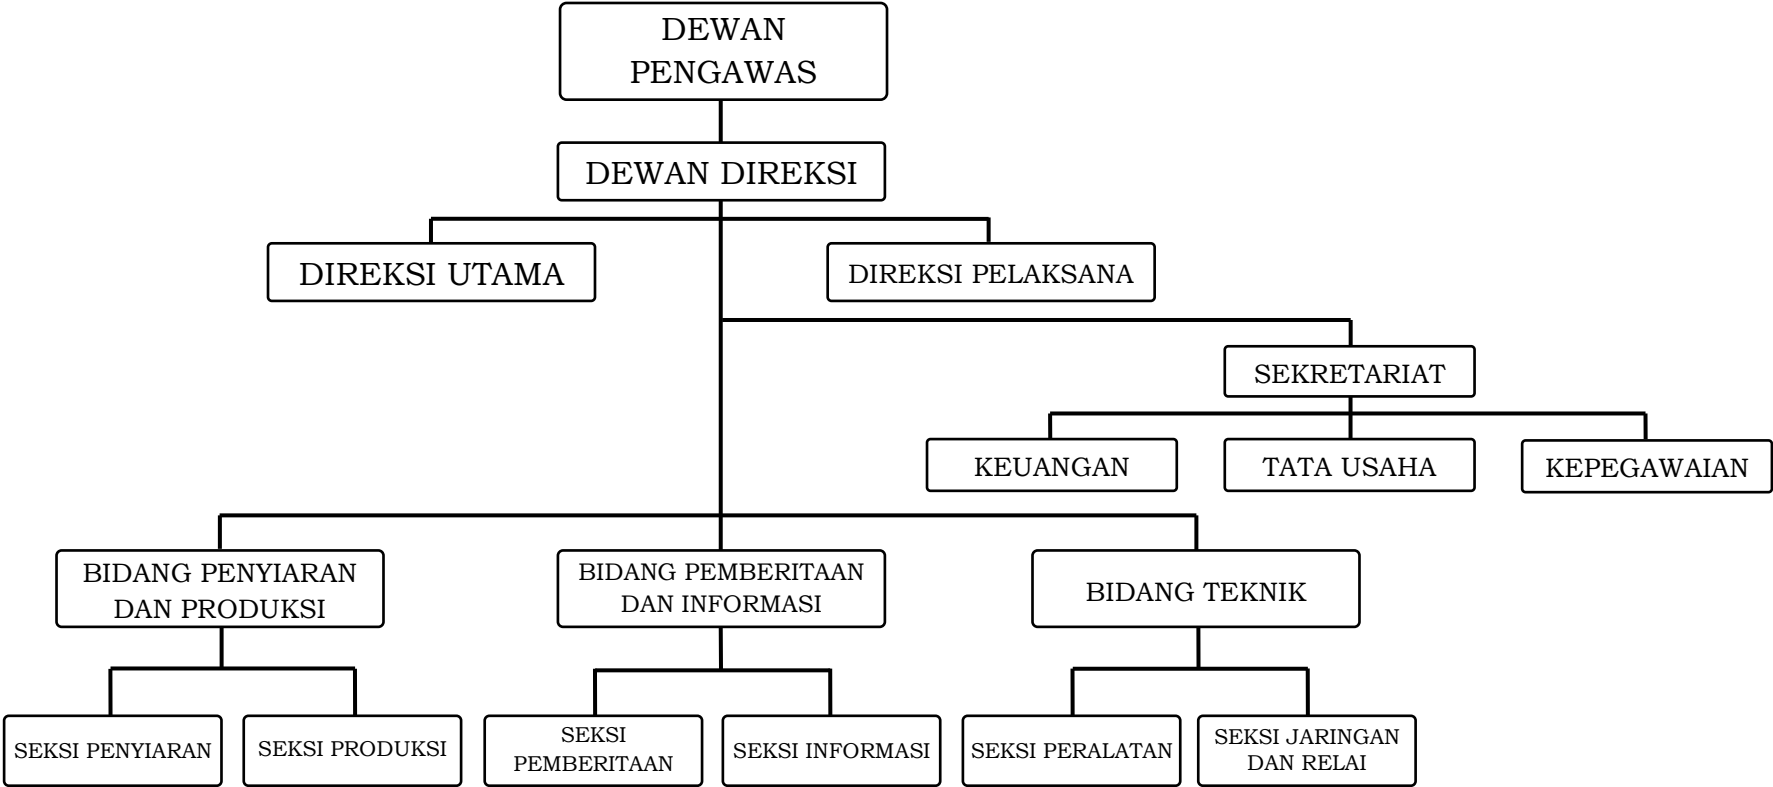 DEWAN
PENGAWAS
DEWAN DIREKSI
DIREKSI UTAMA
DIREKSI PELAKSANA
SEKRETARIAT
KEUANGAN
TATA USAHA
KEPEGAWAIAN
BIDANG PENYIARAN
DAN PRODUKSI
BIDANG PEMBERITAAN
DAN INFORMASI
BIDANG TEKNIK
SEKSI PENYIARAN
SEKSI PRODUKSI
SEKSI
PEMBERITAAN
SEKSI INFORMASI
SEKSI PERALATAN
SEKSI JARINGAN
DAN RELAI